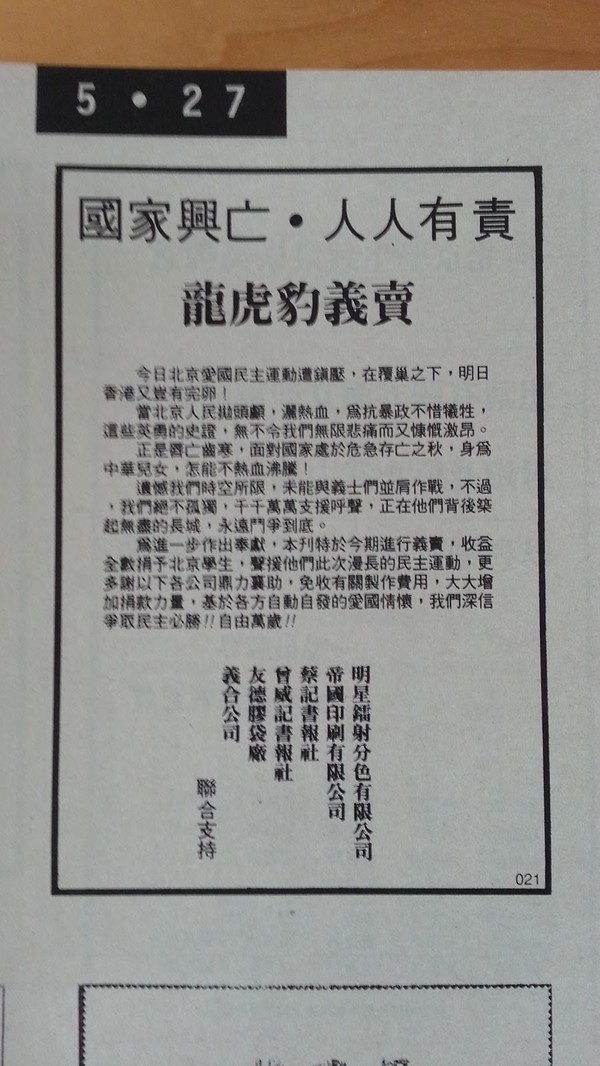 5 • 27
國家興亡•人人有責
龍虎豹義賣
今日北京愛國民主運動遭鎮壓，在覆巢之下，明日
香港又豈有完卵！
當北京人民拋頭顱，灑熱血，為抗暴政不惜犧牲，
這些英勇的史證，無不令我們無限悲痛而又慷慨激昂。
正是唇亡齒寒，面對國家處於危急存亡之秋，身為
中華兒女，怎能不熱血沸騰！
遺憾我們時空所限，未能與義士們並肩作戰，不過
，我們絕不孤獨，千千萬萬支援呼聲，正在他們背後築
起無盡的長城，永遠鬥爭到底。
為進一步作出奉獻，本刊特於今期進行義賣，收益
全數捐予北京學生，聲援他們此次漫長的民主運動，更
多謝以下各公司鼎力襄助，免收有關製作費用，大大增
加捐款力量，基於各方自動自發的愛國情懷，我們深信
爭取民主必勝!!自由萬歲!!
明星鐳射分色有限公司
帝國印刷有限公司
蔡記書報社
曾威記書報社
友德膠袋廠
義合公司
聯合支持
021